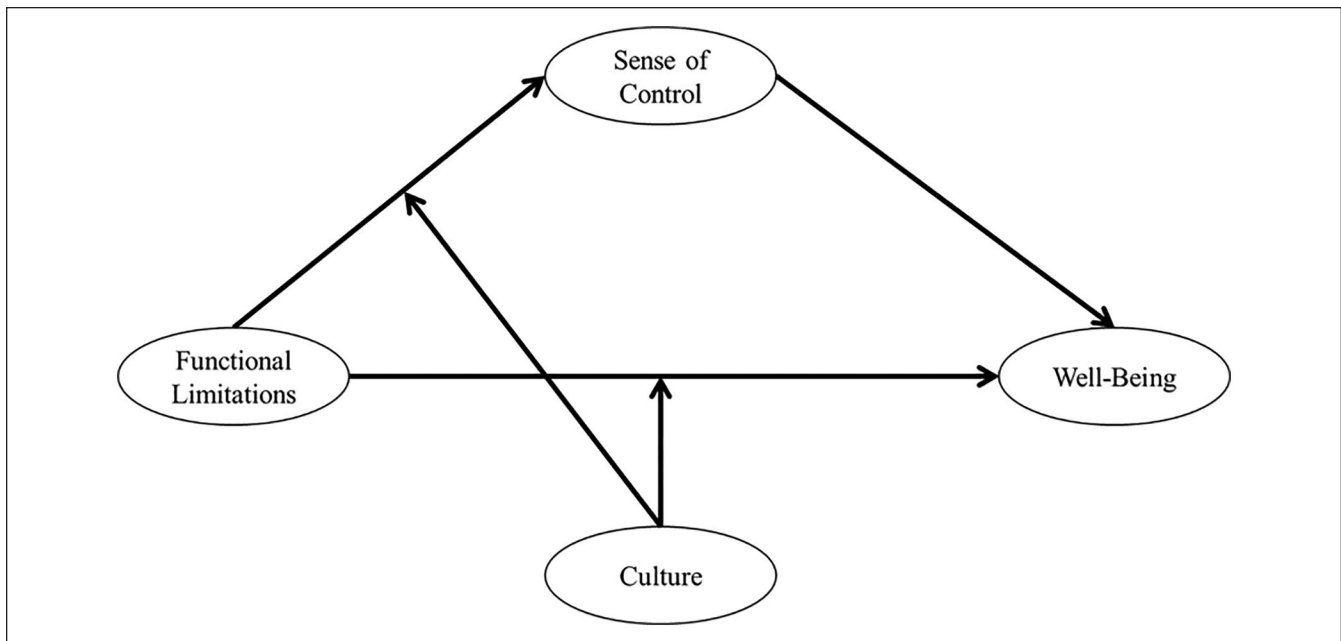 Sense of
Control
Functional
Limitations
Well-Being
Culture